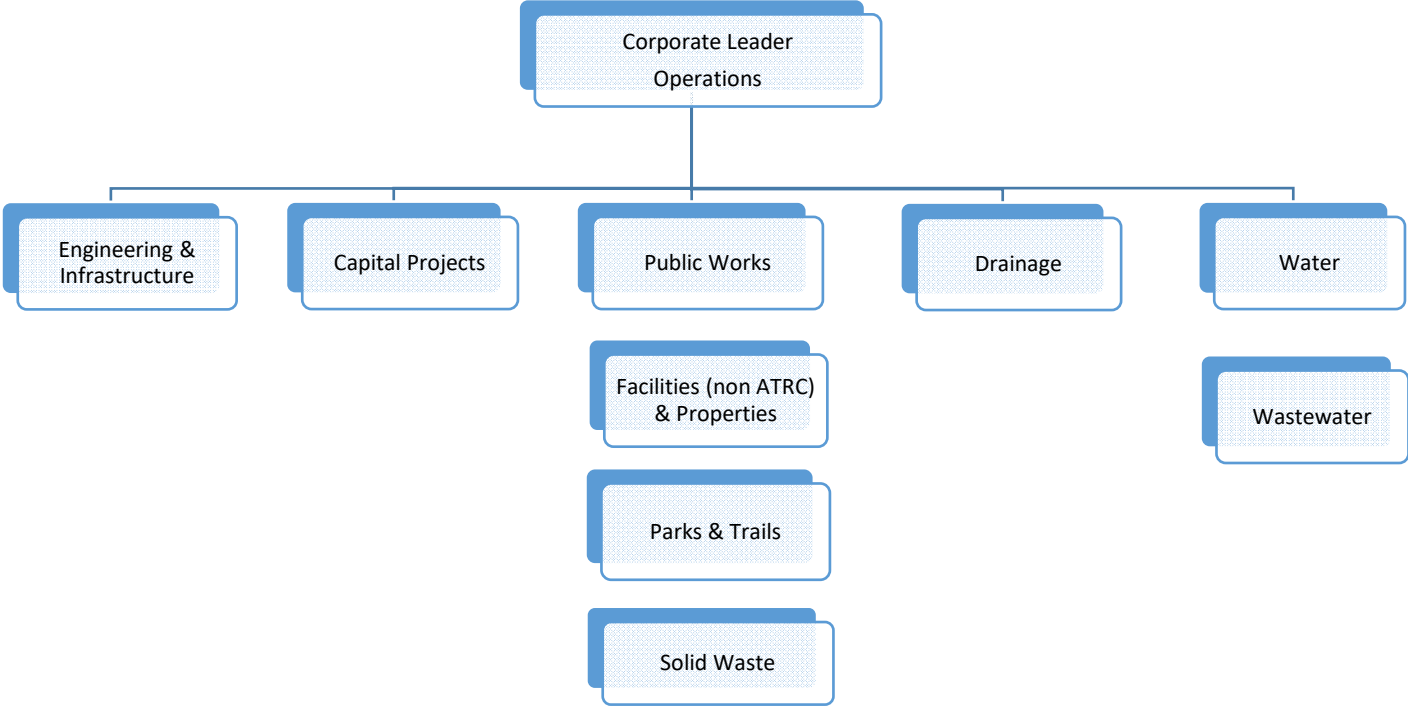 Corporate Leader
Operations
Engineering &
Infrastructure
Capital Projects
Public Works
Drainage
Water
Facilities (non ATRC)
& Properties
Wastewater
Parks & Trails
Solid Waste